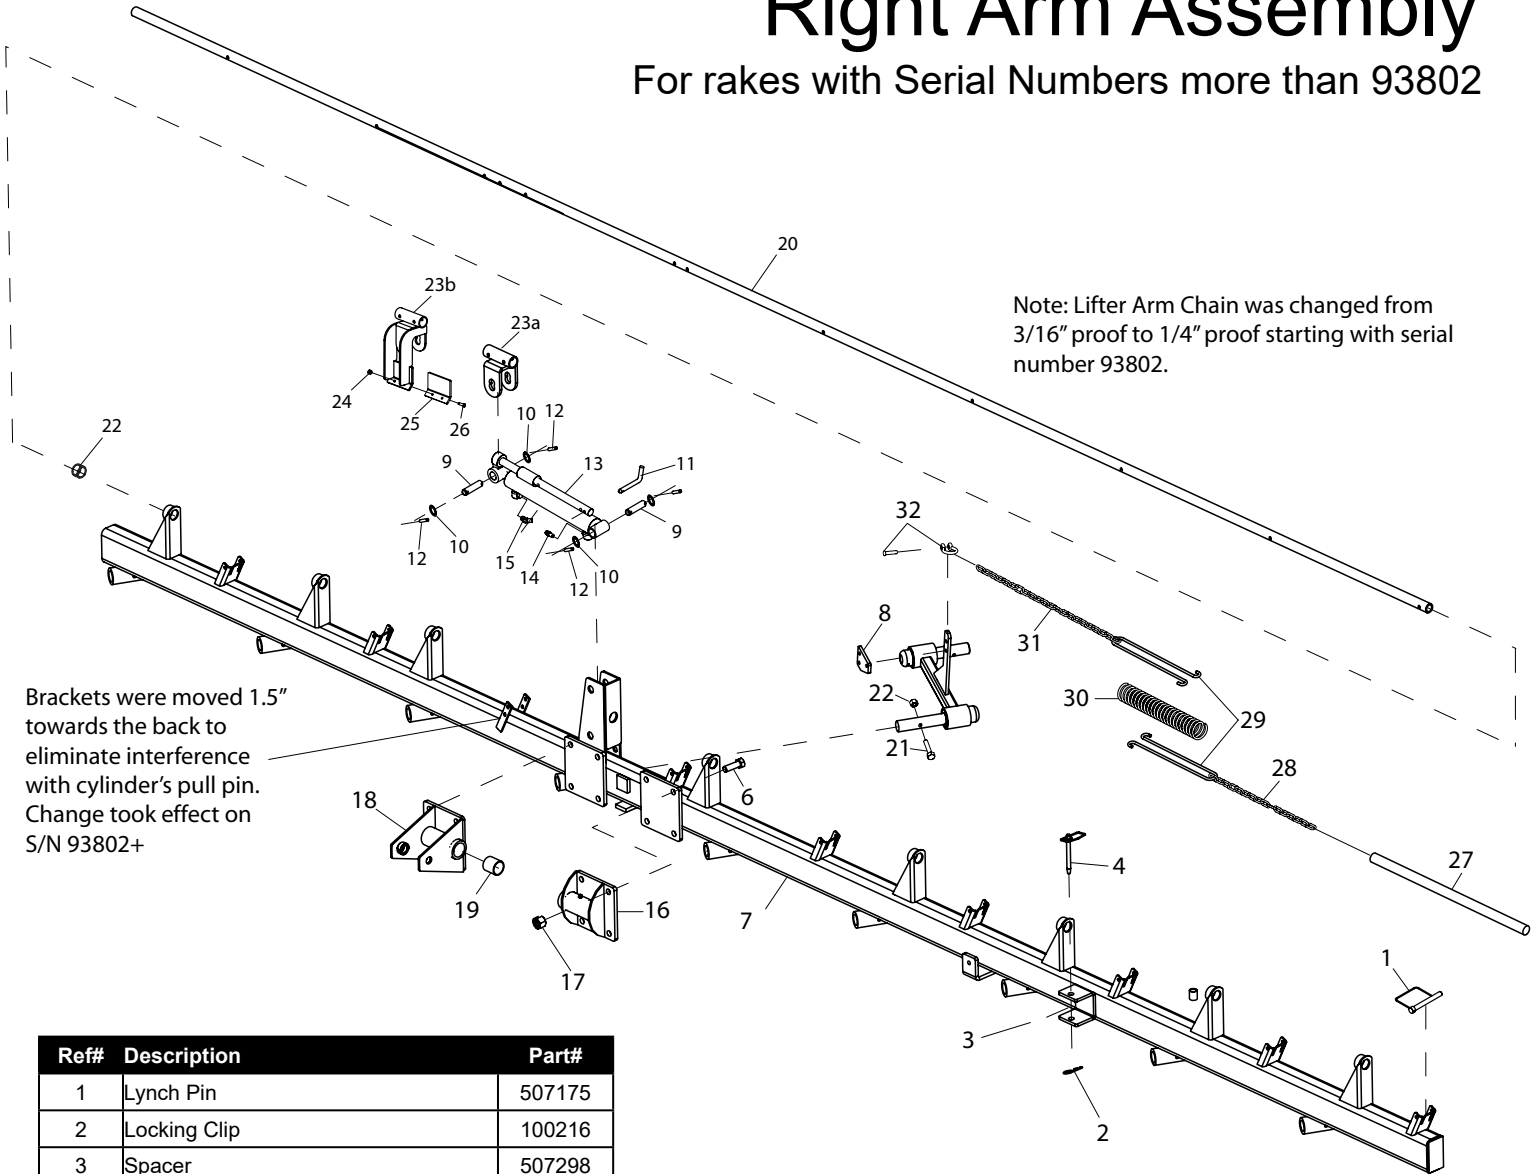 Right Arm Assembly
For rakes with Serial Numbers more than 93802
20
23b
23a
Note: Lifter Arm Chain was changed from
3/16” proof to 1/4” proof starting with serial
number 93802.
24
25
26
10
12
22
9
13
11
9
32
12
10
15
14
12
10
8
31
Brackets were moved 1.5”
towards the back to
eliminate interference
with cylinder’s pull pin.
Change took effect on
S/N 93802+
22
30
29
21
28
18
6
4
27
19
16
7
17
1
3
2
Ref# Description Part#
1 Lynch Pin 507175
2 Locking Clip 100216
3 Spacer 507298